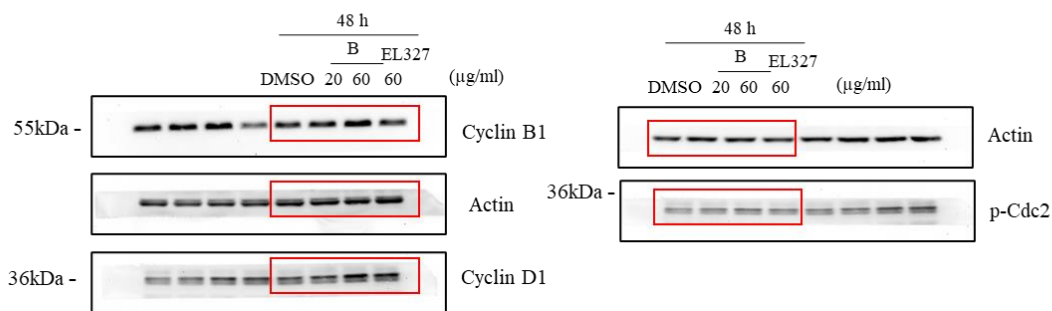 48 h
B
EL327
DMSO 20 60 60 (µg/ml)
55kDa -
Cyclin B1
Actin
36kDa -
Cyclin D1
48 h
B
EL327
DMSO 20 60 60 (µg/ml)
Actin
36kDa -
p-Cdc2